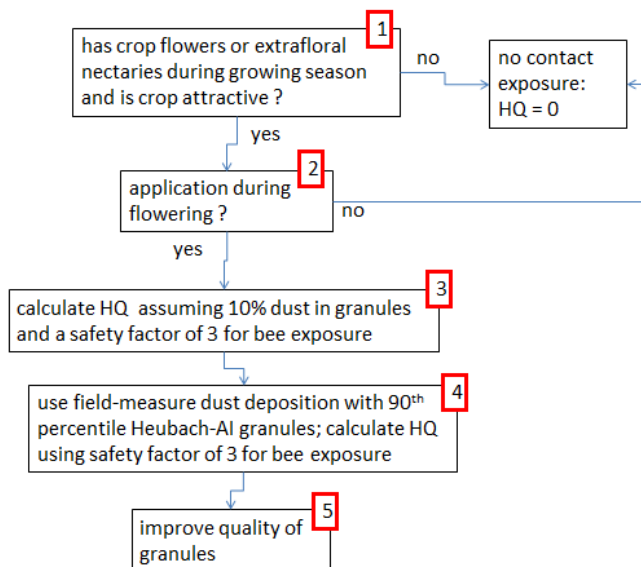 1
has crop flowers or extrafloral
nectaries during growing season
and is crop attractive ?
no
no contact
exposure:
HQ = 0
yes
2
application during
flowering ?
no
yes
3
calculate HQ  assuming 10% dust in granules
and a safety factor of 3 for bee exposure
4
use field-measure dust deposition with 90th
percentile Heubach-AI granules; calculate HQ
using safety factor of 3 for bee exposure
5
improve quality of
granules